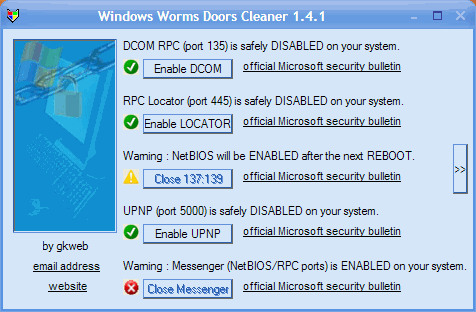 Windows Worms Doors Cleaner 1.4.1
DCOM RPC (port 135) is safely DISABLED on your system.
Enable DCOM official Microsoft security bulletin
RPC Locator (port 445) is safely DISABLED on your system.
Enable LOCATOR official Microsoft security bulletin
Warning : NetBIOS will be ENABLED after the next REBOOT.
Close 137:139 official Microsoft security bulletin
>>
UPNP (port 5000) is safely DISABLED on your system.
Enable UPNP official Microsoft security bulletin
Warning : Messenger (NetBIOS/RPC ports) is ENABLED on your system.
Close Messenger official Microsoft security bulletin
by gkweb
email address
website